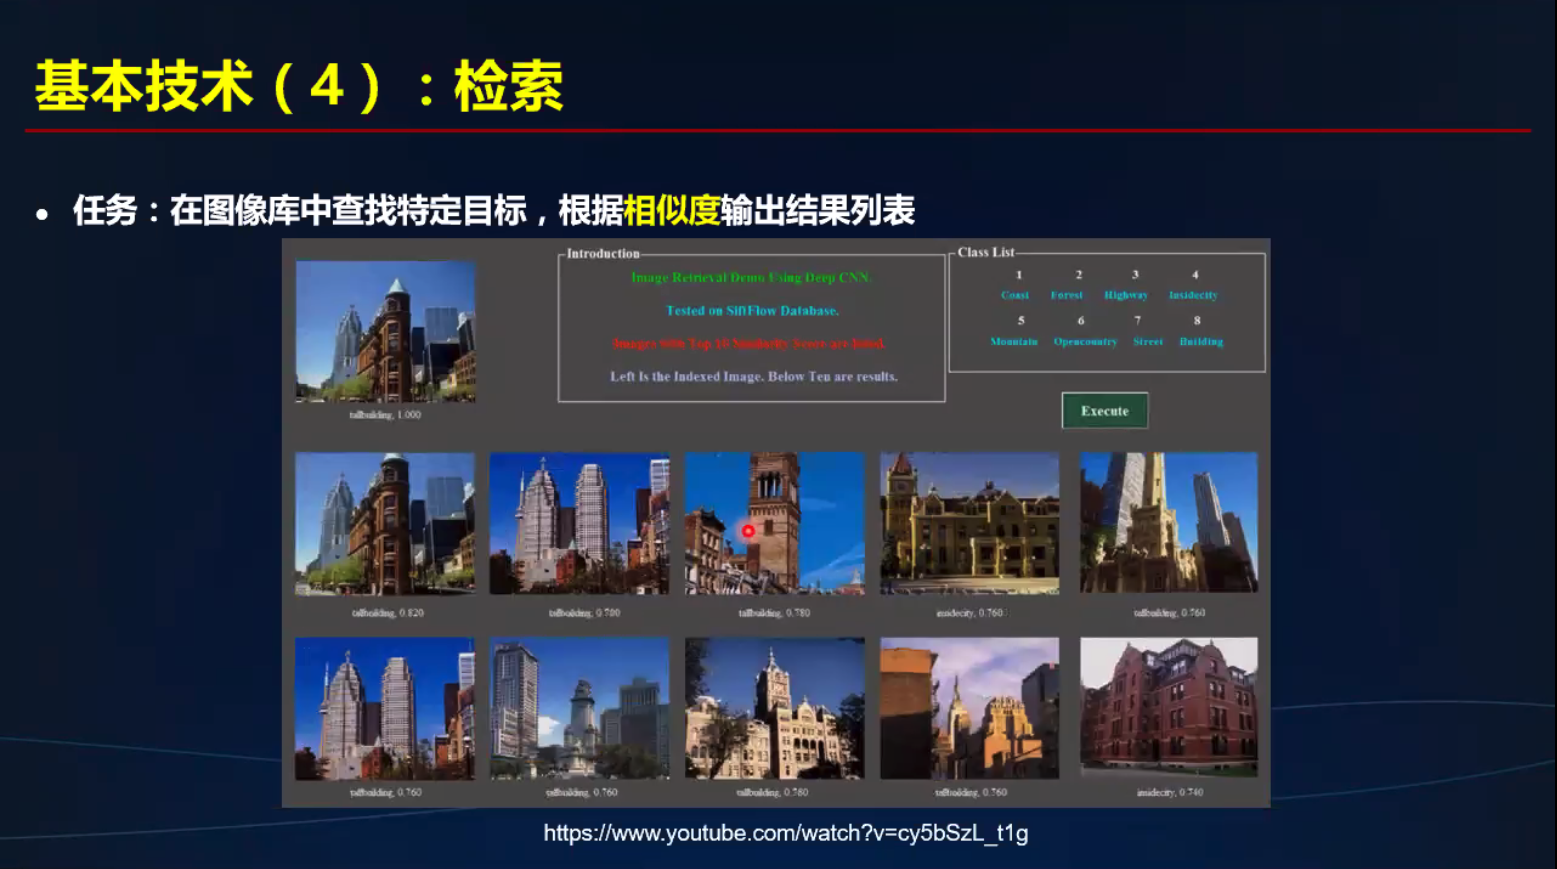 基本技术（4）：检索
• 任务：在图像库中查找特定目标，根据相似度输出结果列表
Introduction
Image Retrieval Demo Using Deep CNN.
Tested on SiftFlow Database.
Images with Top 10 Similarity Score are listed.
Left Is the Indexed Image. Below Ten are results.
Class List
1 2 3 4
Coast Forest Highway Insidecity
5 6 7 8
Mountain Opencountry Street Building
Execute
tallbuilding, 1.000
tallbuilding, 0.820
tallbuilding, 0.780
tallbuilding, 0.780
insidecity, 0.760
tallbuilding, 0.760
tallbuilding, 0.760
tallbuilding, 0.760
tallbuilding, 0.760
tallbuilding, 0.760
insidecity, 0.740
https://www.youtube.com/watch?v=cy5bSzL_t1g